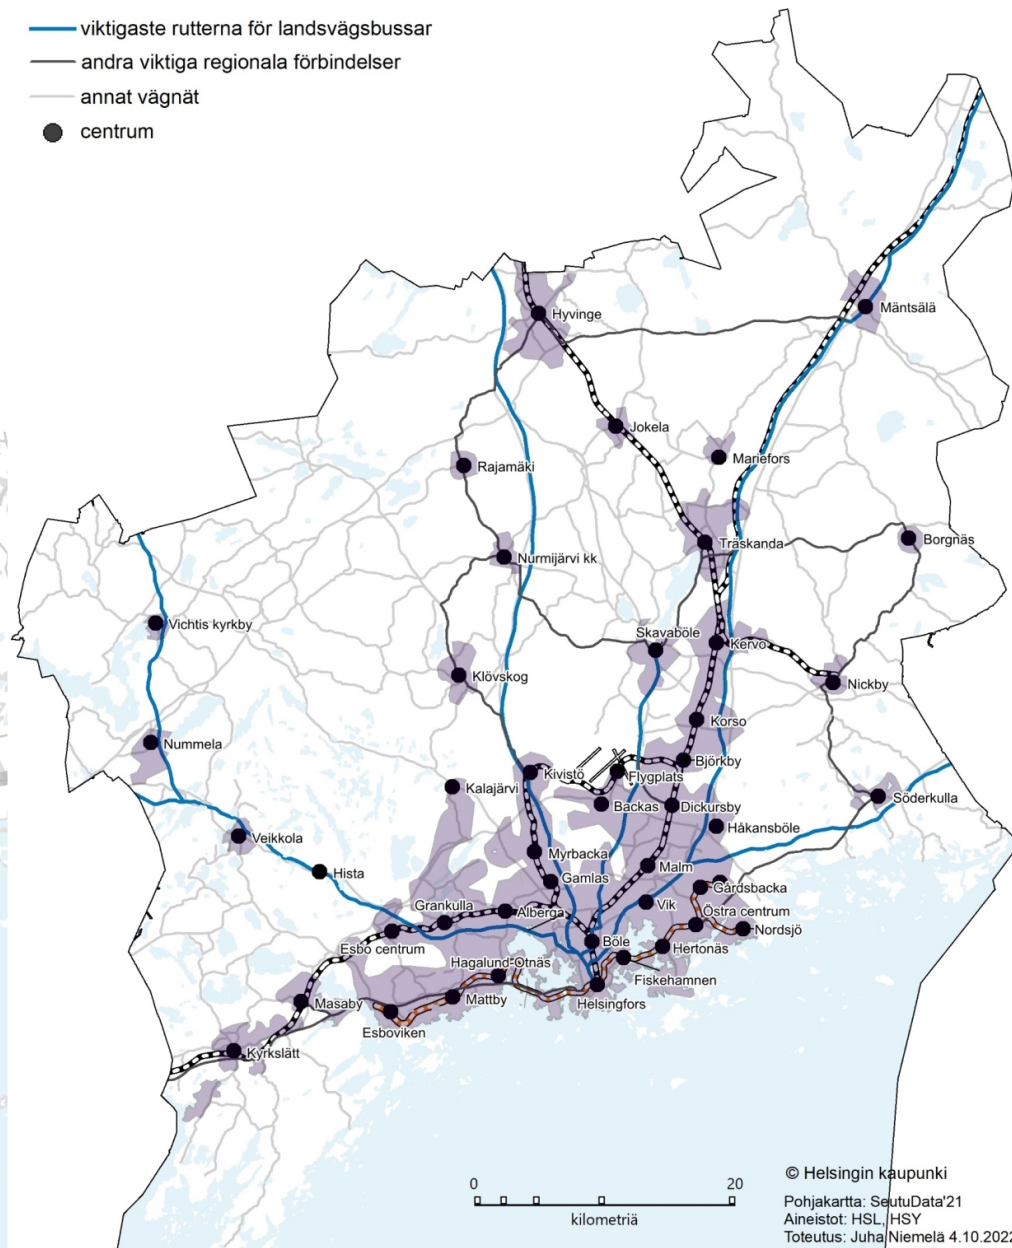 viktigaste rutterna för landsvägsbussar
andra viktiga regionala förbindelser
annat vägnät
centrum
Mäntsälä
Hyvinge
Jokela
Mariefors
Rajamäki
Borgnäs
Träskanda
Nurmijärvi kk
Vichtis kyrkby
Skavaböle
Kervo
Klövskog
Nickby
Korso
Nummela
Björkby
Kivistö
Flygplats
Kalajärvi
Söderkulla
Backas
Dickursby
Håkansböle
Veikkola
Myrbacka
Malm
Hista
Gamlas
Gårdsbacka
Grankulla
Vik
Alberga
Östra centrum
Nordsjö
Esbo centrum
Böle
Hertonäs
Hagalund-Otnäs
Fiskehamnen
Mattby
Helsingfors
Masaby
Esboviken
Kyrkslätt
0 20
kilometriä
© Helsingin kaupunki
Pohjakartta: SeutuData'21
Aineistot: HSL, HSY
Toteutus: Juha Niemelä 4.10.2022